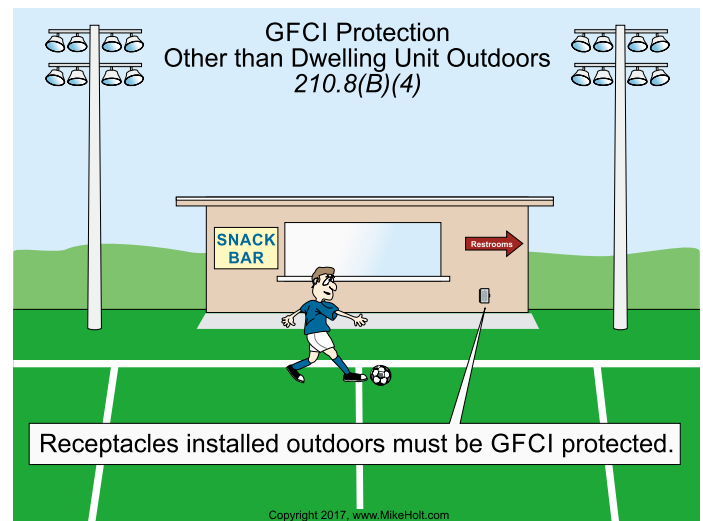 GFCI Protection
Other than Dwelling Unit Outdoors
210.8(B)(4)
SNACK
BAR
Restrooms
Receptacles installed outdoors must be GFCI protected.
Copyright 2017, www.MikeHolt.com